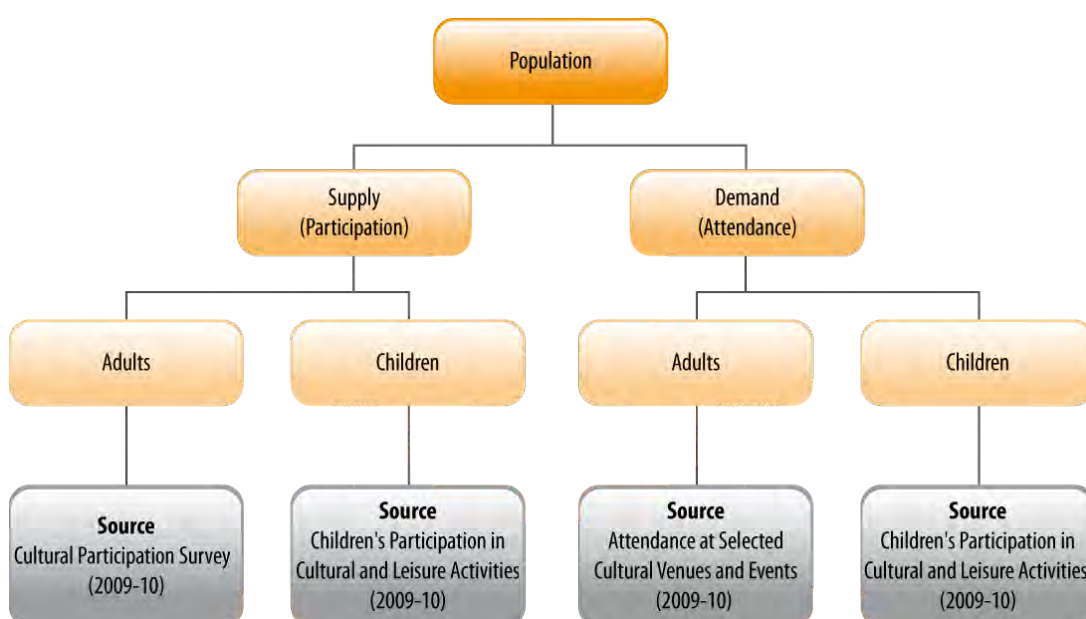 Population
Supply
(Participation)
Demand
(Attendance)
Adults
Children
Adults
Children
Source
Cultural Participation Survey
(2009-10)
Source
Children's Participation in
Cultural and Leisure Activities
(2009-10)
Source
Attendance at Selected
Cultural Venues and Events
(2009-10)
Source
Children's Participation in
Cultural and Leisure Activities
(2009-10)